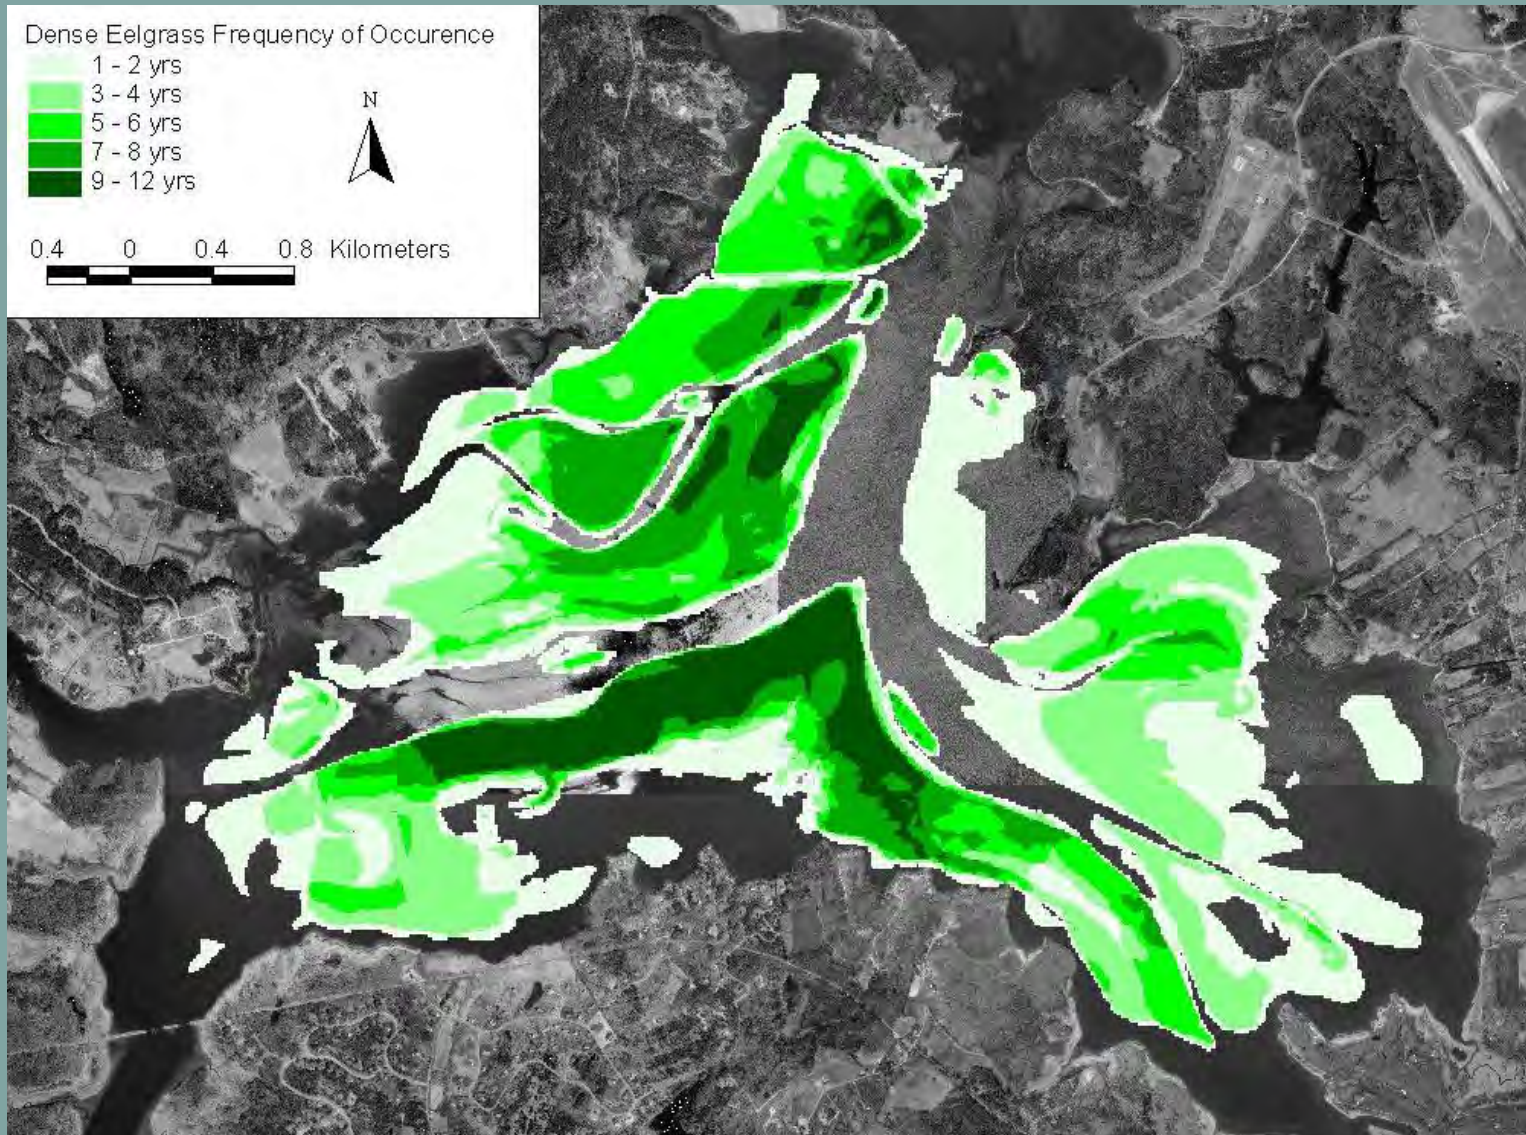 Dense Eelgrass Frequency of Occurence
1 - 2 yrs
3 - 4 yrs
5 - 6 yrs
7 - 8 yrs
9 - 12 yrs
N
0.4 0 0.4 0.8 Kilometers